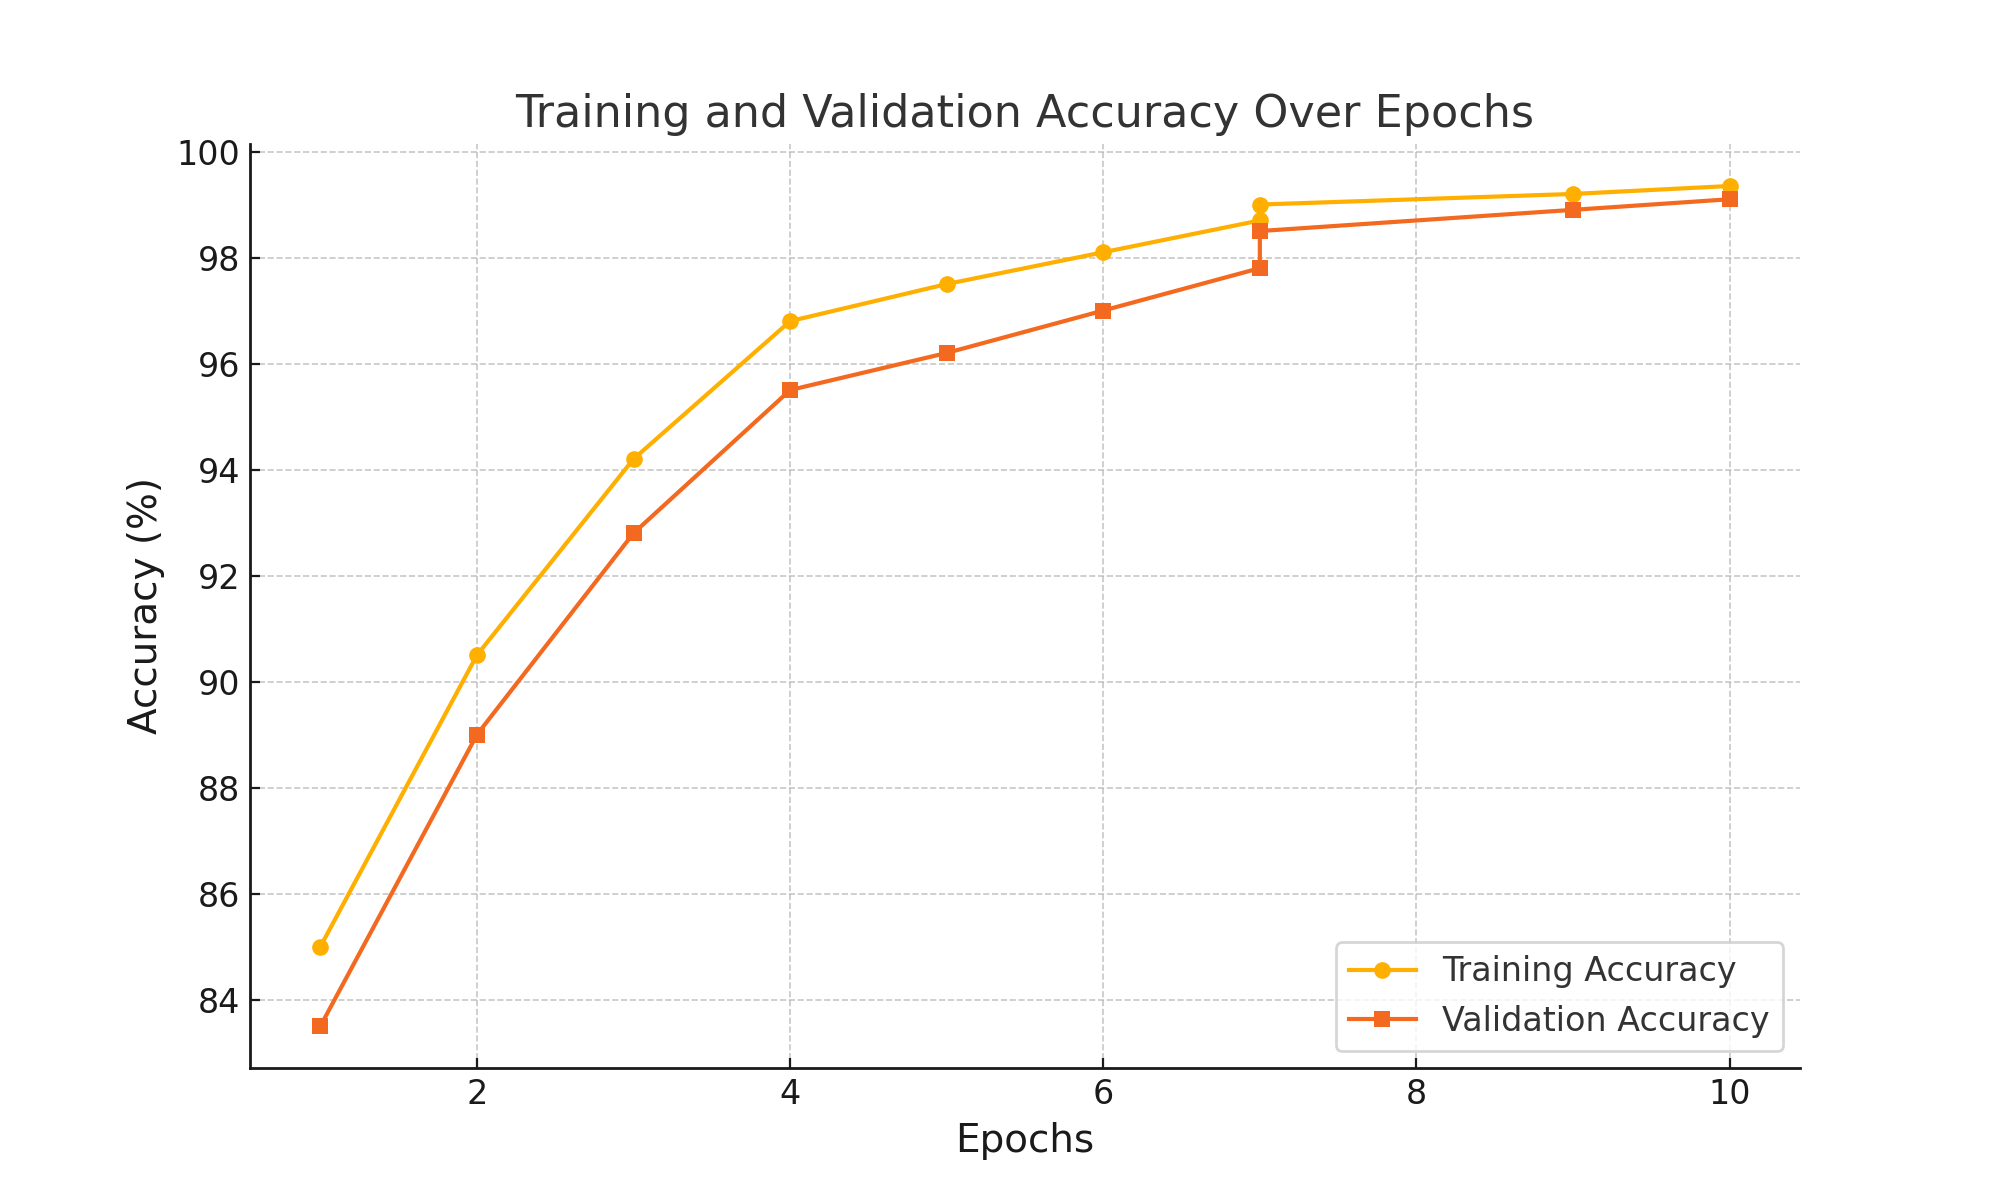 Training and Validation Accuracy Over Epochs
100
98
96
94
92
90
88
86
84
Accuracy (%)
2 4 6 8 10
Epochs
Training Accuracy
Validation Accuracy